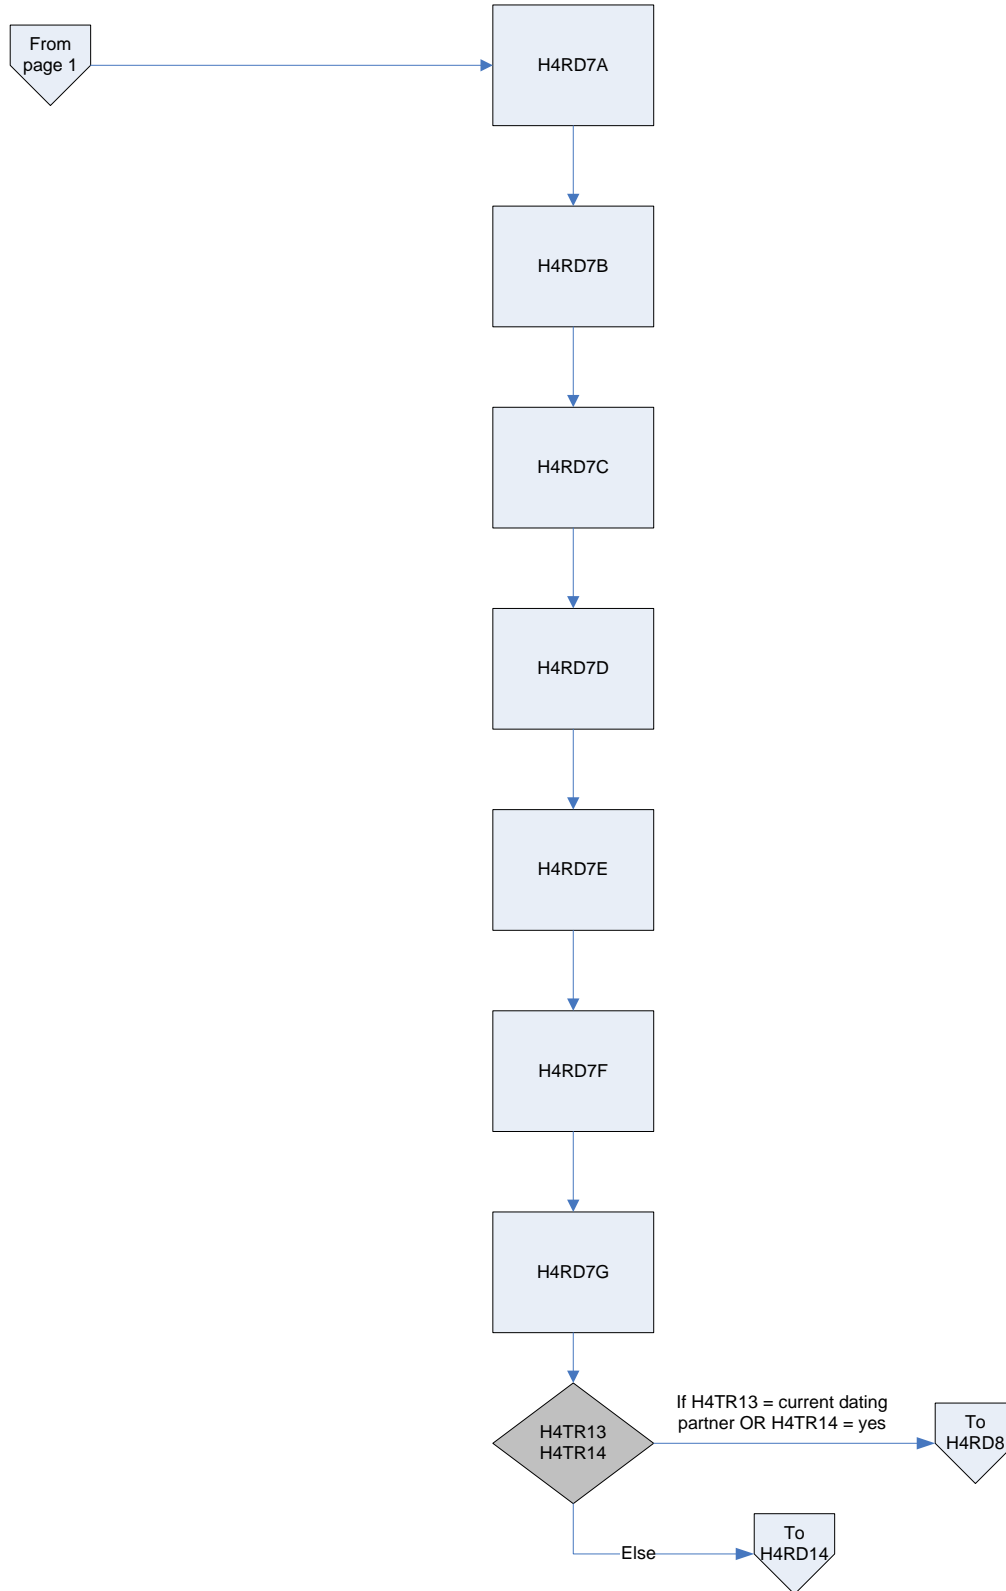 From
page 1
H4RD7A
H4RD7B
H4RD7C
H4RD7D
H4RD7E
H4RD7F
H4RD7G
H4TR13
H4TR14
If H4TR13 = current dating
partner OR H4TR14 = yes
To
H4RD8
Else
To
H4RD14